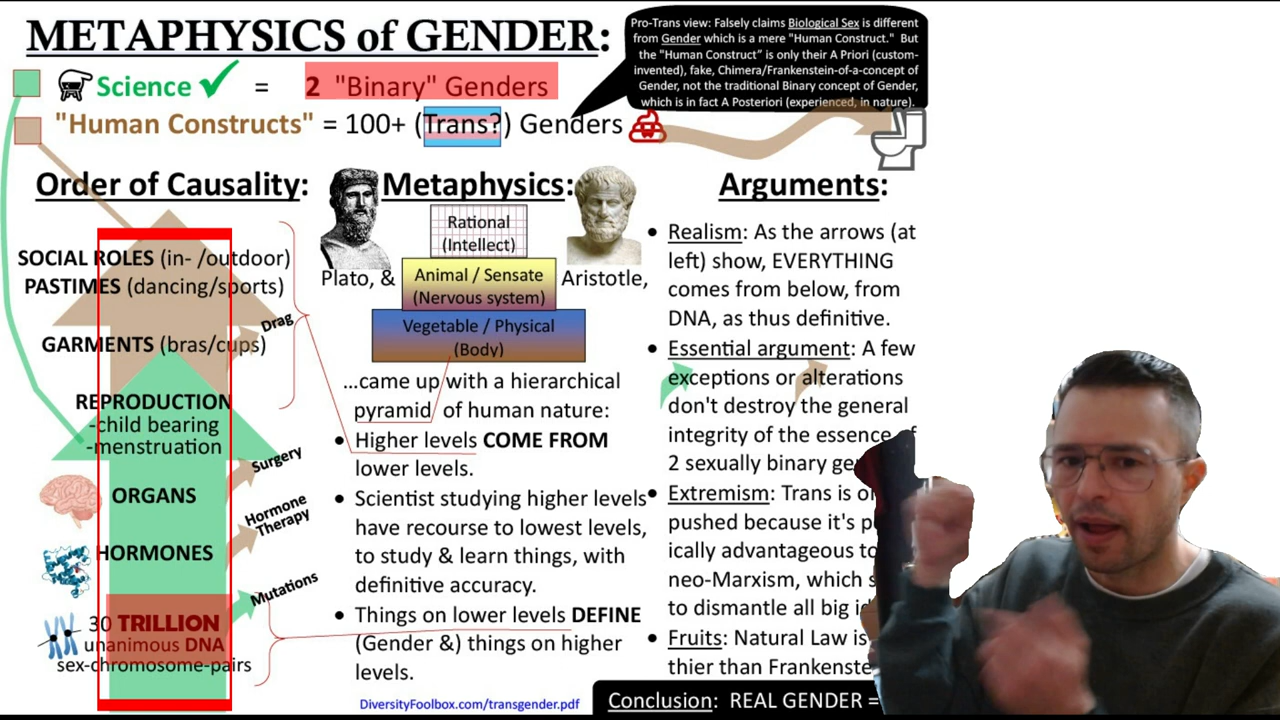 METAPHYSICS of GENDER:
Science = 2 "Binary" Genders
"Human Constructs" = 100+ (Trans?) Genders
Pro-Trans view: Falsely claims Biological Sex is different
from Gender which is a mere "Human Construct." But
the "Human Construct” is only their A Priori (custom-
invented), fake, Chimera/Frankenstein-of-a-concept of
Gender, not the traditional Binary concept of Gender,
which is in fact A Posteriori (experienced, in nature).
Order of Causality:
SOCIAL ROLES (in- /outdoor)
PASTIMES (dancing/sports)
Drag
GARMENTS (bras/cups)
REPRODUCTION
-child bearing
-menstruation
Surgery
ORGANS
Hormone
Therapy
HORMONES
Mutations
30 TRILLION
unanimous DNA
sex-chromosome-pairs
Metaphysics:
Rational
(Intellect)
Plato, &
Animal / Sensate
(Nervous system)
Aristotle,
Vegetable / Physical
(Body)
...came up with a hierarchical
pyramid of human nature:
• Higher levels COME FROM
lower levels.
• Scientist studying higher levels
have recourse to lowest levels,
to study & learn things, with
definitive accuracy.
• Things on lower levels DEFINE
(Gender &) things on higher
levels.
DiversityFoolbox.com/transgender.pdf
Arguments:
• Realism: As the arrows (at
left) show, EVERYTHING
comes from below, from
DNA, as thus definitive.
• Essential argument: A few
exceptions or alterations
don't destroy the general
integrity of the essence of
2 sexually binary
• Extremism: Trans is
pushed because it's
ically advantageous
neo-Marxism, which
to dismantle all big
• Fruits: Natural Law is
thier than
Conclusion: REAL GENDER =